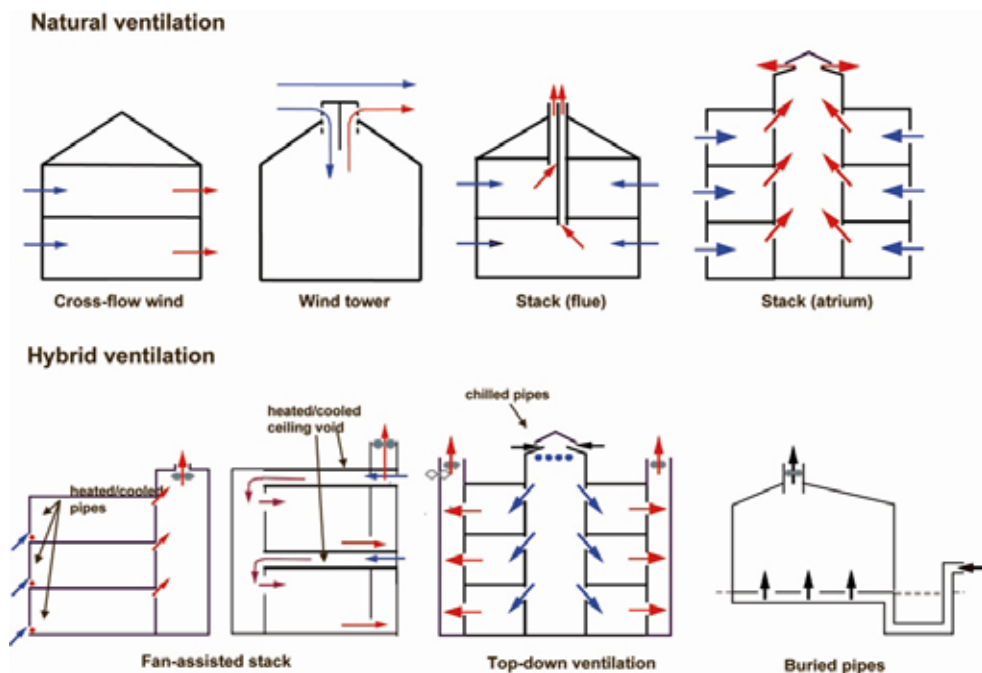 Natural ventilation
Cross-flow wind
Wind tower
Stack (flue)
Stack (atrium)
Hybrid ventilation
heated/cooled
pipes
heated/cooled
ceiling void
chilled pipes
Fan-assisted stack
Top-down ventilation
Buried pipes